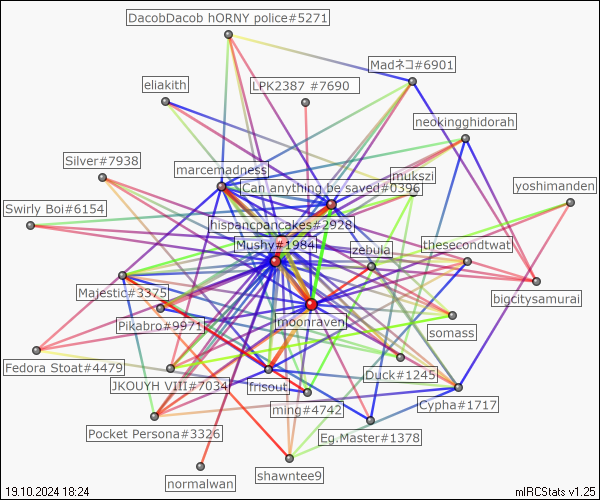 DacobDacob hORNY police#5271
Madネコ#6901
eliakith
LPK2387 #7690
neokingghidorah
Silver#7938
marcemadness
mukszi
Can anything be saved#0396
yoshimanden
Swirly Boi#6154
hispancpancakes#2928
Mushy#1984
zebula
thesecondtwat
Majestic#3375
bigcitysamurai
moonraven
Pikabro#9971
somass
Fedora Stoat#4479
JKOUYH VIII#7034
frisout
Duck#1245
ming#4742
Cypha#1717
Pocket Persona#3326
Eg.Master#1378
normalwan
shawntee9
19.10.2024 18:24
mIRCStats v1.25